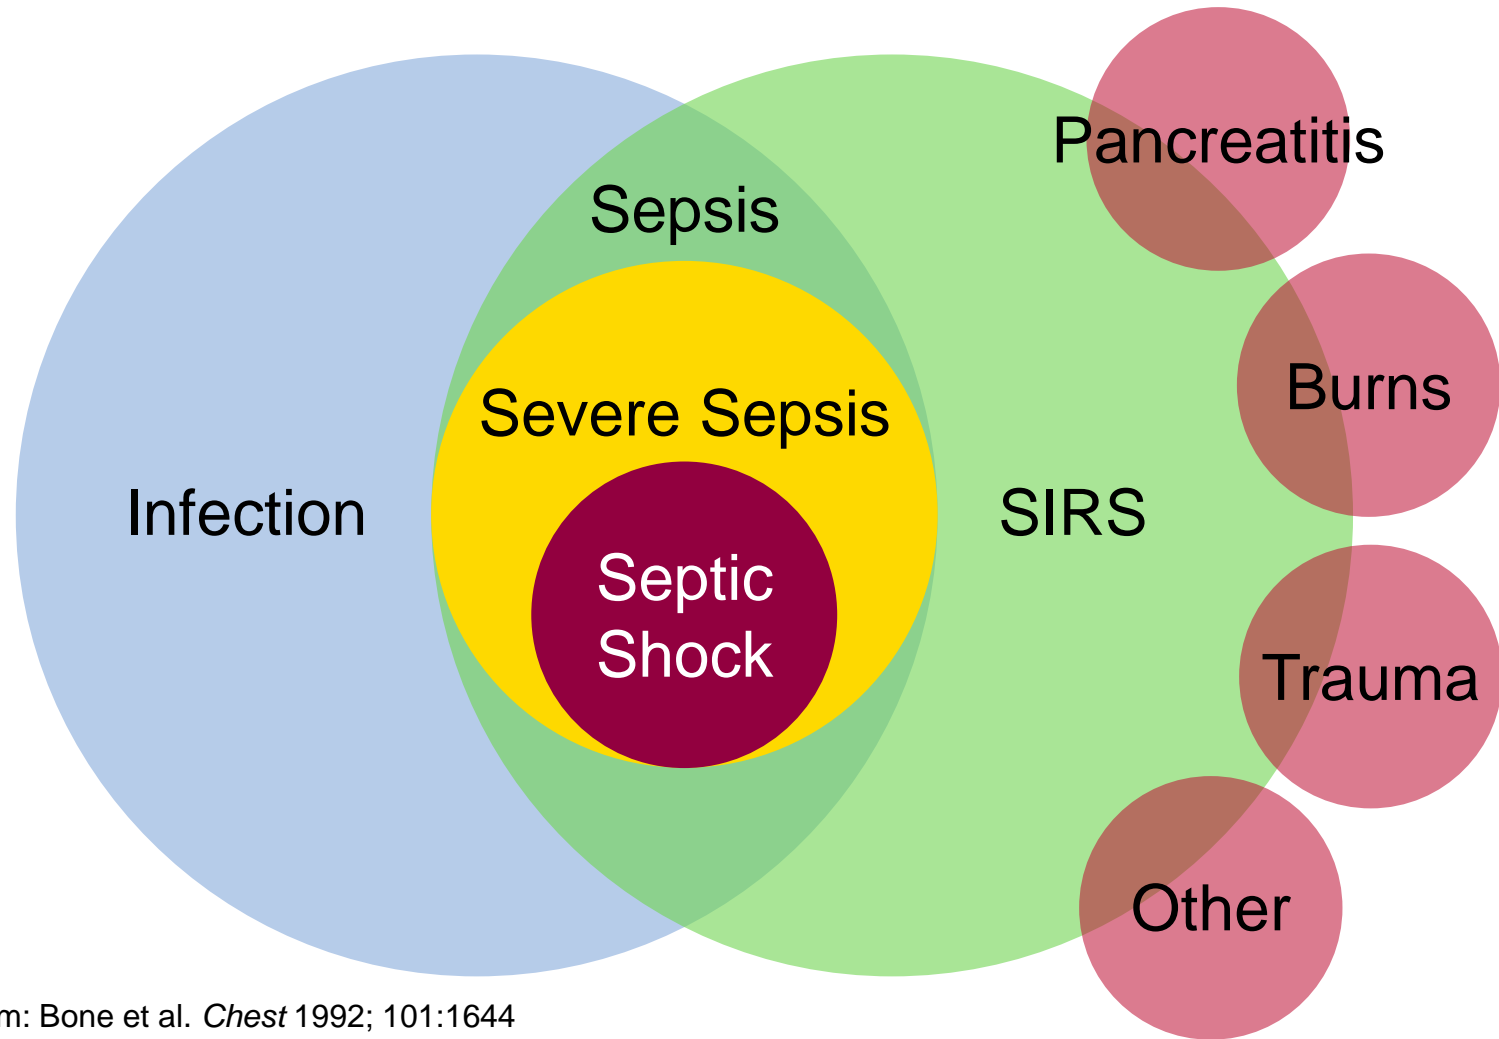 Pancreatitis
Sepsis
Burns
Severe Sepsis
Infection
SIRS
Septic
Shock
Trauma
Other
m: Bone et al. Chest 1992; 101:1644